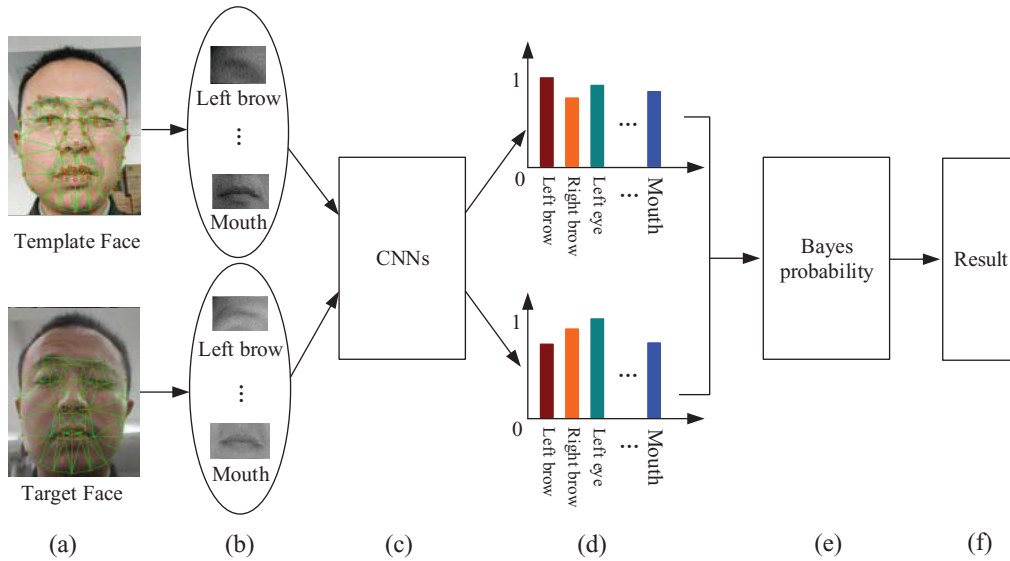 Left brow
...
Mouth
Template Face
Left brow
...
Mouth
Target Face
CNNs
1
0
...
Left brow
Right brow
Left eye
...
Mouth
1
0
...
Left brow
Right brow
Left eye
...
Mouth
Bayes
probability
Result
(a)
(b)
(c)
(d)
(e)
(f)